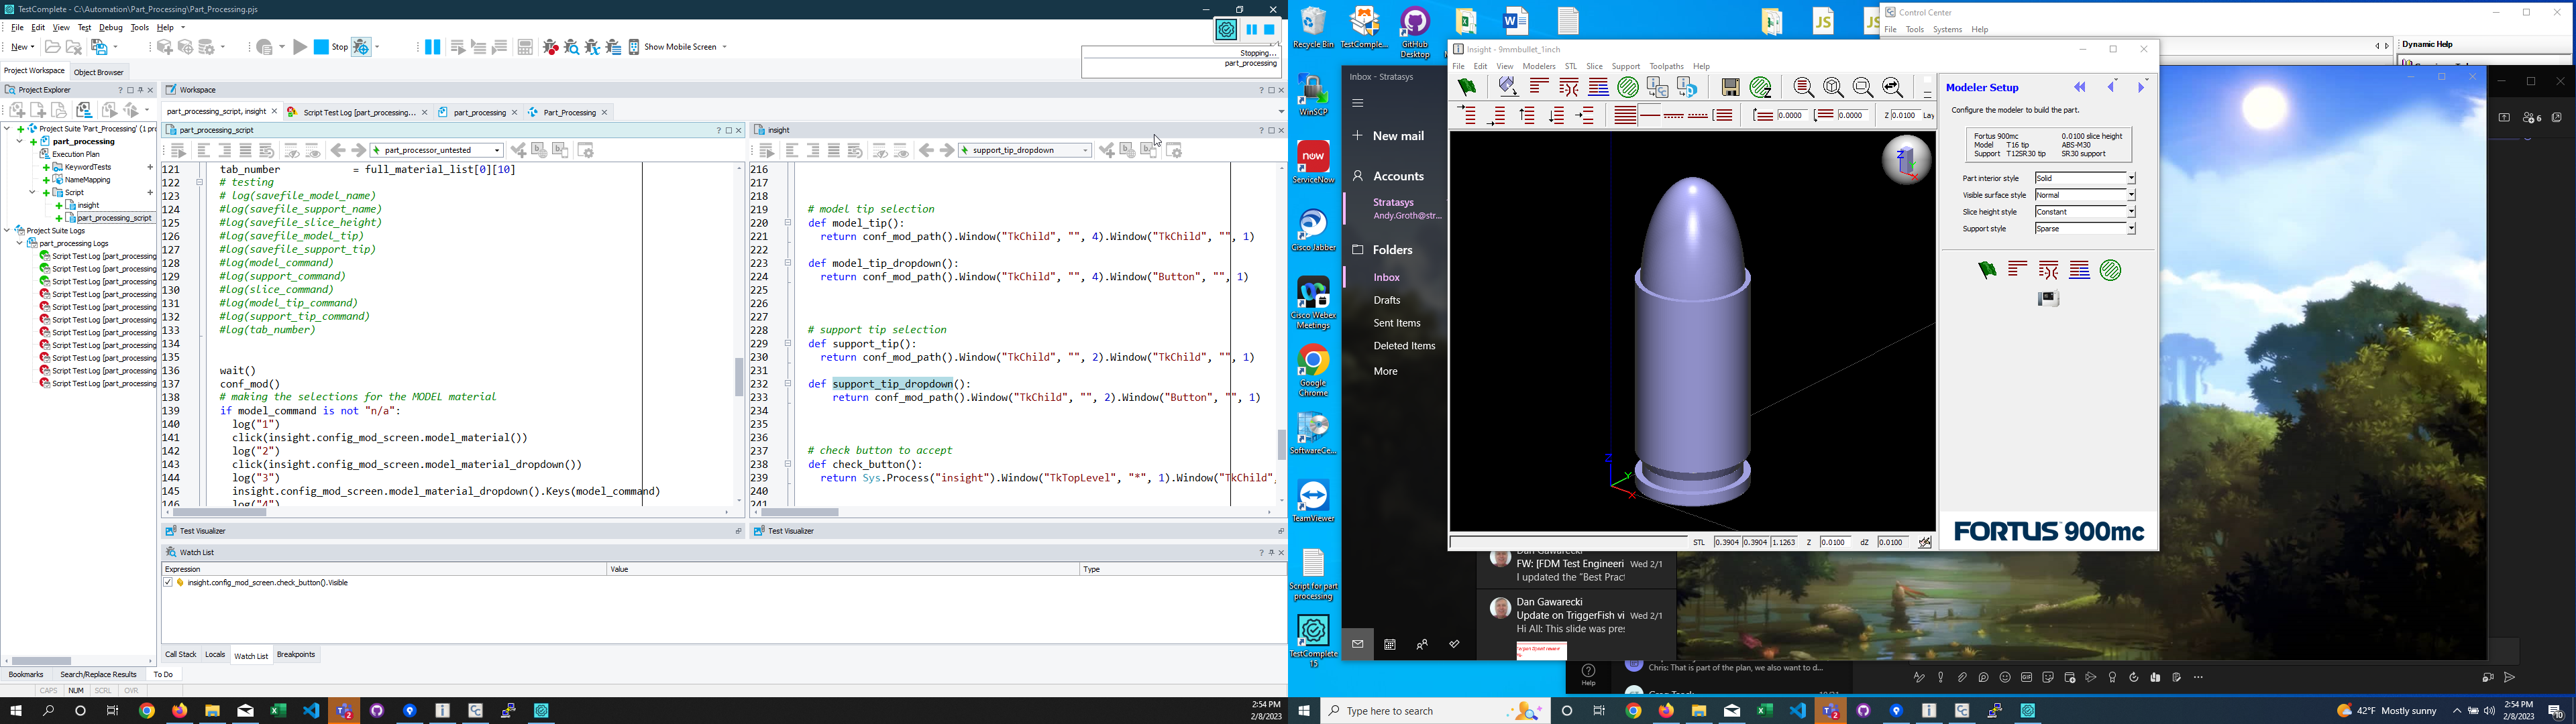 TestComplete - C:\Automation\Part_Processing\Part_Processing.pjs
File Edit View Test Debug Tools Help
New
Stop
Show Mobile Screen
Stopping...
part_processing
Project Workspace
Object Browser
Project Explorer
Project Suite 'Part_Processing' (1 pro
part_processing
Execution Plan
KeywordTests
NameMapping
Script
insight
part_processing_script
Project Suite Logs
part_processing Logs
Script Test Log [part_processing
Script Test Log [part_processing
Script Test Log [part_processing
Script Test Log [part_processing
Script Test Log [part_processing
Script Test Log [part_processing
Script Test Log [part_processing
Script Test Log [part_processing
Script Test Log [part_processing
Script Test Log [part_processing
Script Test Log [part_processing
Workspace
part_processing_script, insight
Script Test Log [part_processing...
part_processing
Part_Processing
part_processing_script
part_processor_untested
121 tab_number = full_material_list[0][10]
122 # testing
123 # log(savefile_model_name)
124 #log(savefile_support_name)
125 #log(savefile_slice_height)
126 #log(savefile_model_tip)
127 #log(savefile_support_tip)
128 #log(model_command)
129 #log(support_command)
130 #log(slice_command)
131 #log(model_tip_command)
132 #log(support_tip_command)
133 #log(tab_number)
134
135
136 wait()
137 conf_mod()
138 # making the selections for the MODEL material
139 if model_command is not "n/a":
140 log("1")
141 click(insight.config_mod_screen.model_material())
142 log("2")
143 click(insight.config_mod_screen.model_material_dropdown())
144 log("3")
145 insight.config_mod_screen.model_material_dropdown().Keys(model_command)
146 log("4")
insight
support_tip_dropdown
216
217
218
219 # model tip selection
220 def model_tip():
221 return conf_mod_path().Window("TkChild", "", 4).Window("TkChild", "", 1)
222
223 def model_tip_dropdown():
224 return conf_mod_path().Window("TkChild", "", 4).Window("Button", "", 1)
225
226
227
228 # support tip selection
229 def support_tip():
230 return conf_mod_path().Window("TkChild", "", 2).Window("TkChild", "", 1)
231
232 def support_tip_dropdown():
233 return conf_mod_path().Window("TkChild", "", 2).Window("Button", "", 1)
234
235
236
237 # check button to accept
238 def check_button():
239 return Sys.Process("insight").Window("TkTopLevel", "*", 1).Window("TkChild",
240
241
Test Visualizer
Test Visualizer
Watch List
Expression Value Type
insight.config_mod_screen.check_button().Visible
Call Stack Locals Watch List Breakpoints
Bookmarks Search/Replace Results To Do
CAPS NUM SCRL OVR
2:54 PM
2/8/2023
Recycle Bin
TestComple...
GitHub
Desktop
WinSCP
ServiceNow
Cisco Jabber
Cisco Webex
Meetings
Google
Chrome
SoftwareCe...
TeamViewer
Script for part
processing
TestComplete
15
Inbox - Stratasys
New mail
Accounts
Stratasys
Andy.Groth@str...
Folders
Inbox
Drafts
Sent Items
Deleted Items
More
Dan Gawarecki
FW: [FDM Test Engineeri Wed 2/1
I updated the "Best Pract
Dan Gawarecki
Update on TriggerFish vi Wed 2/1
Hi All: This slide was pres
Help
Chris: That is part of the plan, we also want to d...
Control Center
File Tools Systems Help
Dynamic Help
6
Insight - 9mmbullet_1inch
File Edit View Modelers STL Slice Support Toolpaths Help
0.0000
0.0000
Z 0.0100 Lay
Modeler Setup
Configure the modeler to build the part.
Fortus 900mc 0.0100 slice height
Model T16 tip ABS-M30
Support T12SR30 tip SR30 support
Part interior style Solid
Visible surface style Normal
Slice height style Constant
Support style Sparse
FORTUS 900mc
Z
Y
X
STL 0.3904 0.3904 1.1263 Z 0.0100 dZ 0.0100
Type here to search
42°F Mostly sunny
2:54 PM
2/8/2023